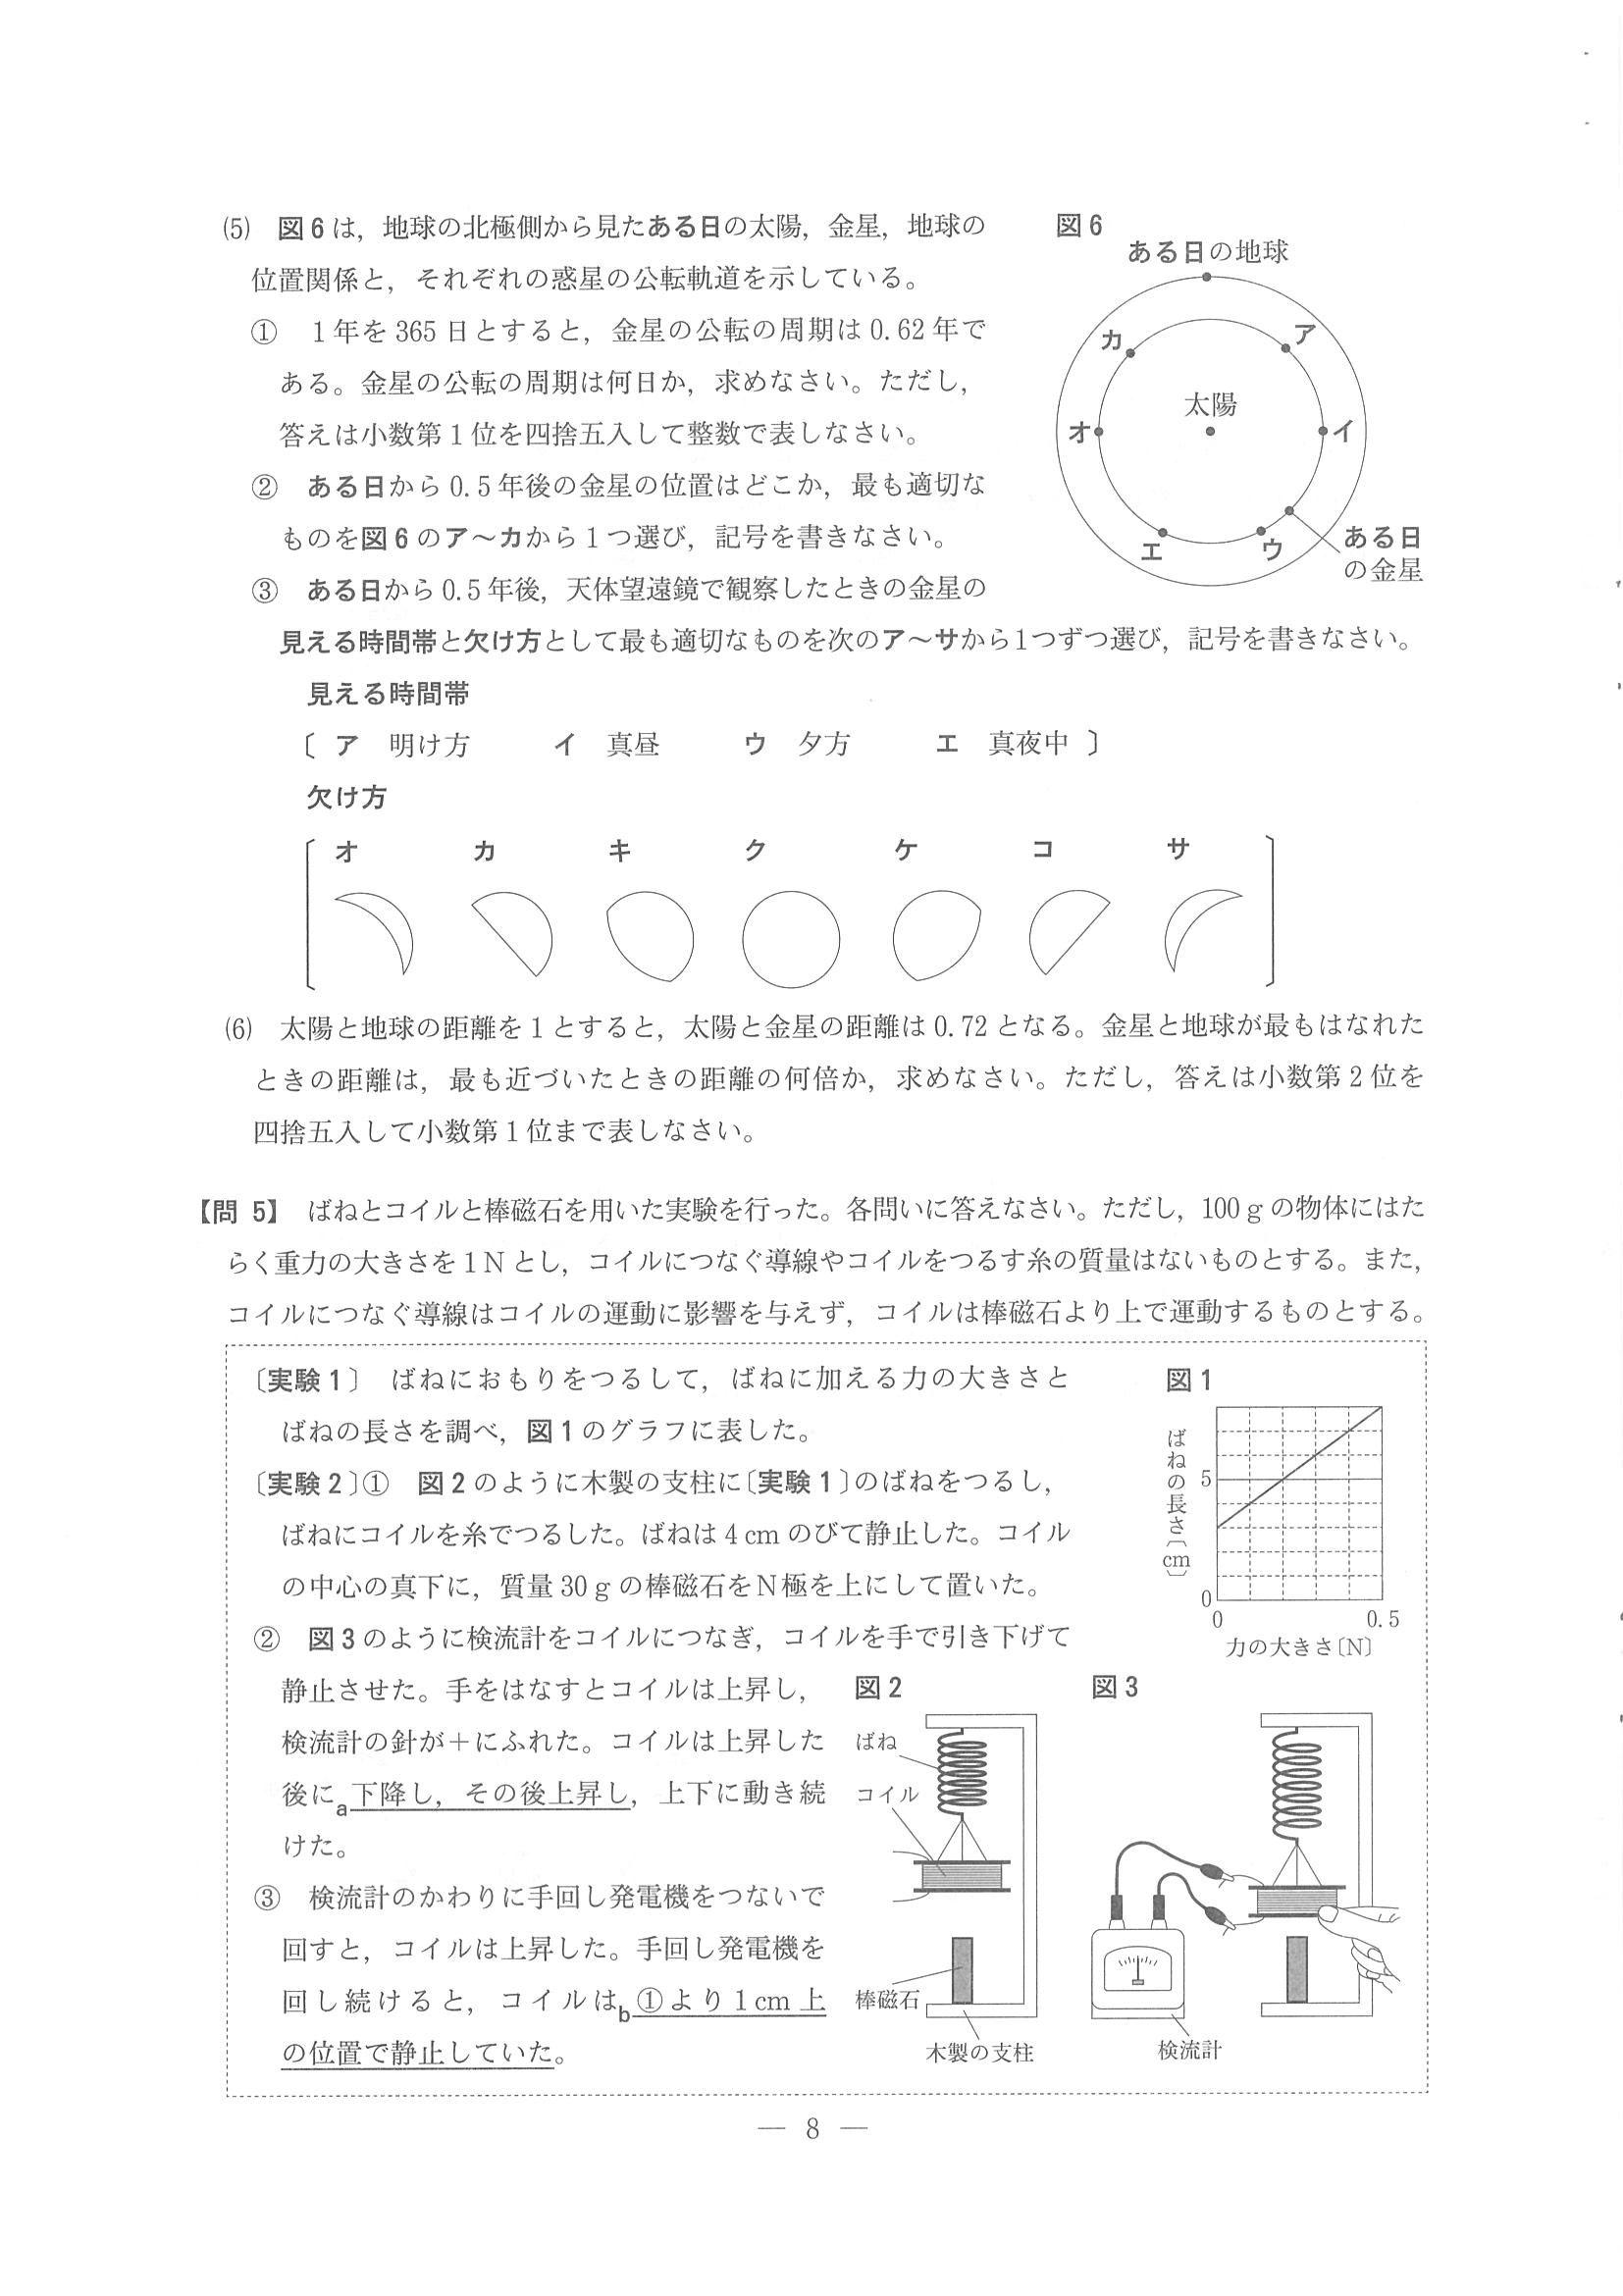 (5) 図6は，地球の北極側から見たある日の太陽，金星，地球の
位置関係と，それぞれの惑星の公転軌道を示している。
① 1年を365日とすると，金星の公転の周期は0.62年で
ある。金星の公転の周期は何日か，求めなさい。ただし，
答えは小数第1位を四捨五入して整数で表しなさい。
② ある日から0.5年後の金星の位置はどこか，最も適切な
ものを図6のア～カから1つ選び，記号を書きなさい。
③ ある日から0.5年後，天体望遠鏡で観察したときの金星の
見える時間帯と欠け方として最も適切なものを次のア～サから1つずつ選び，記号を書きなさい。
図6
ある日の地球
カ
ア
太陽
オ
イ
エ
ウ
ある日
の金星
見える時間帯
〔 ア 明け方 イ 真昼 ウ 夕方 エ 真夜中 〕
欠け方
オ カ キ ク ケ コ サ
(6) 太陽と地球の距離を1とすると，太陽と金星の距離は0.72となる。金星と地球が最もはなれた
ときの距離は，最も近づいたときの距離の何倍か，求めなさい。ただし，答えは小数第2位を
四捨五入して小数第1位まで表しなさい。
【問 5】 ばねとコイルと棒磁石を用いた実験を行った。各問いに答えなさい。ただし，100gの物体にはた
らく重力の大きさを1Nとし，コイルにつなぐ導線やコイルをつるす糸の質量はないものとする。また，
コイルにつなぐ導線はコイルの運動に影響を与えず，コイルは棒磁石より上で運動するものとする。
〔実験1〕 ばねにおもりをつるして，ばねに加える力の大きさと
ばねの長さを調べ，図1のグラフに表した。
〔実験2〕① 図2のように木製の支柱に〔実験1〕のばねをつるし，
ばねにコイルを糸でつるした。ばねは4cmのびて静止した。コイル
の中心の真下に，質量30gの棒磁石をN極を上にして置いた。
② 図3のように検流計をコイルにつなぎ，コイルを手で引き下げて
静止させた。手をはなすとコイルは上昇し，
検流計の針が＋にふれた。コイルは上昇した
後にa下降し，その後上昇し，上下に動き続
けた。
③ 検流計のかわりに手回し発電機をつないで
回すと，コイルは上昇した。手回し発電機を
回し続けると，コイルはb①より1cm上
の位置で静止していた。
図1
ばねの長さ〔cm〕
5
0
0
0.5
力の大きさ〔N〕
図2
ばね
コイル
棒磁石
木製の支柱
図3
検流計
― 8 ―